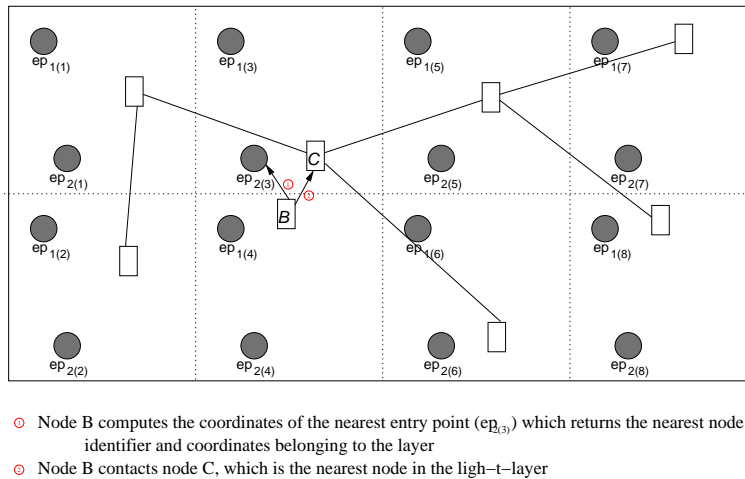 ep1(1)
ep1(3)
ep1(5)
ep1(7)
C
ep2(1)
ep2(3)
1
ep2(5)
ep2(7)
2
B
ep1(2)
ep1(4)
ep1(6)
ep1(8)
ep2(2)
ep2(4)
ep2(6)
ep2(8)
1 Node B computes the coordinates of the nearest entry point (ep2(3)) which returns the nearest node
identifier and coordinates belonging to the layer
2 Node B contacts node C, which is the nearest node in the ligh−t−layer